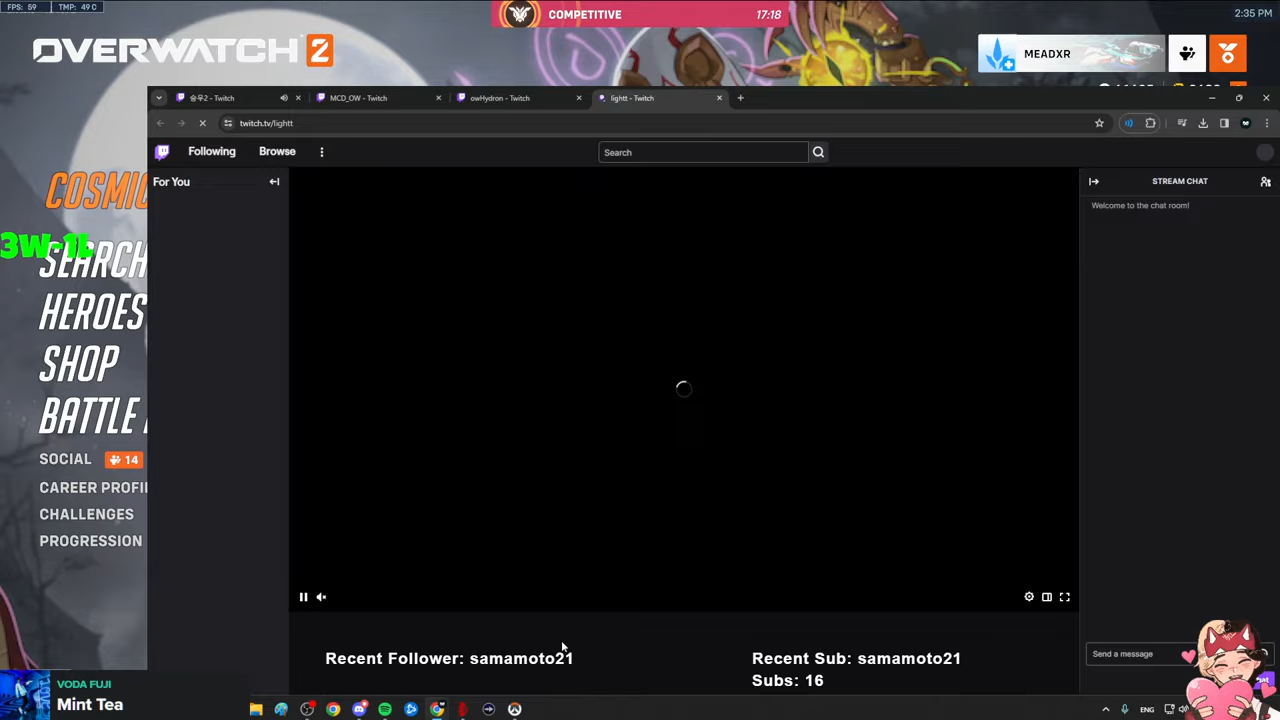 FPS: 59 TMP: 49 C
COMPETITIVE 17:18
2:35 PM
OVERWATCH 2
MEADXR
승우2 - Twitch
MCD_OW - Twitch
owHydron - Twitch
lightt - Twitch
twitch.tv/lightt
Following
Browse
Search
For You
STREAM CHAT
Welcome to the chat room!
COSMIC
3W-1L
SEARCH
HEROES
SHOP
BATTLE
SOCIAL 14
CAREER PROFI
CHALLENGES
PROGRESSION
Recent Follower: samamoto21
Recent Sub: samamoto21
Subs: 16
Send a message
VODA FUJI
Mint Tea
ENG